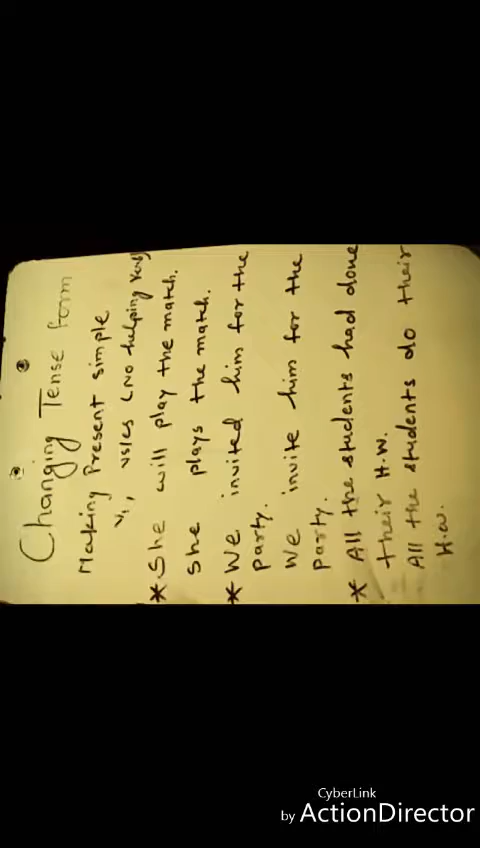 Changing Tense form
Making Present simple
V1, vs/es (No helping verb)
* She will play the match.
She plays the match.
* We invited him for the
party.
We invite him for the
party.
* All the students had done
their H.W.
All the students do their
H.W.
CyberLink
by ActionDirector